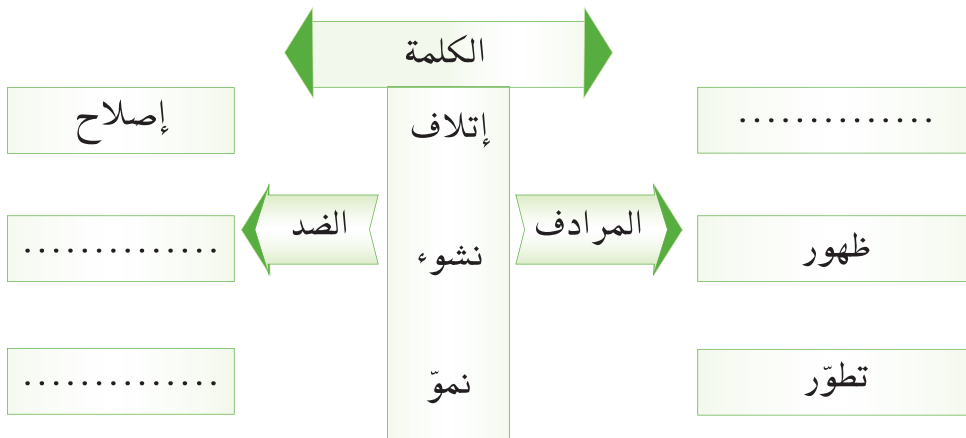 الكلمة
.............. إتلاف إصلاح
المرادف الضد
ظهور نشوء ..............
تطوّر نموّ ..............